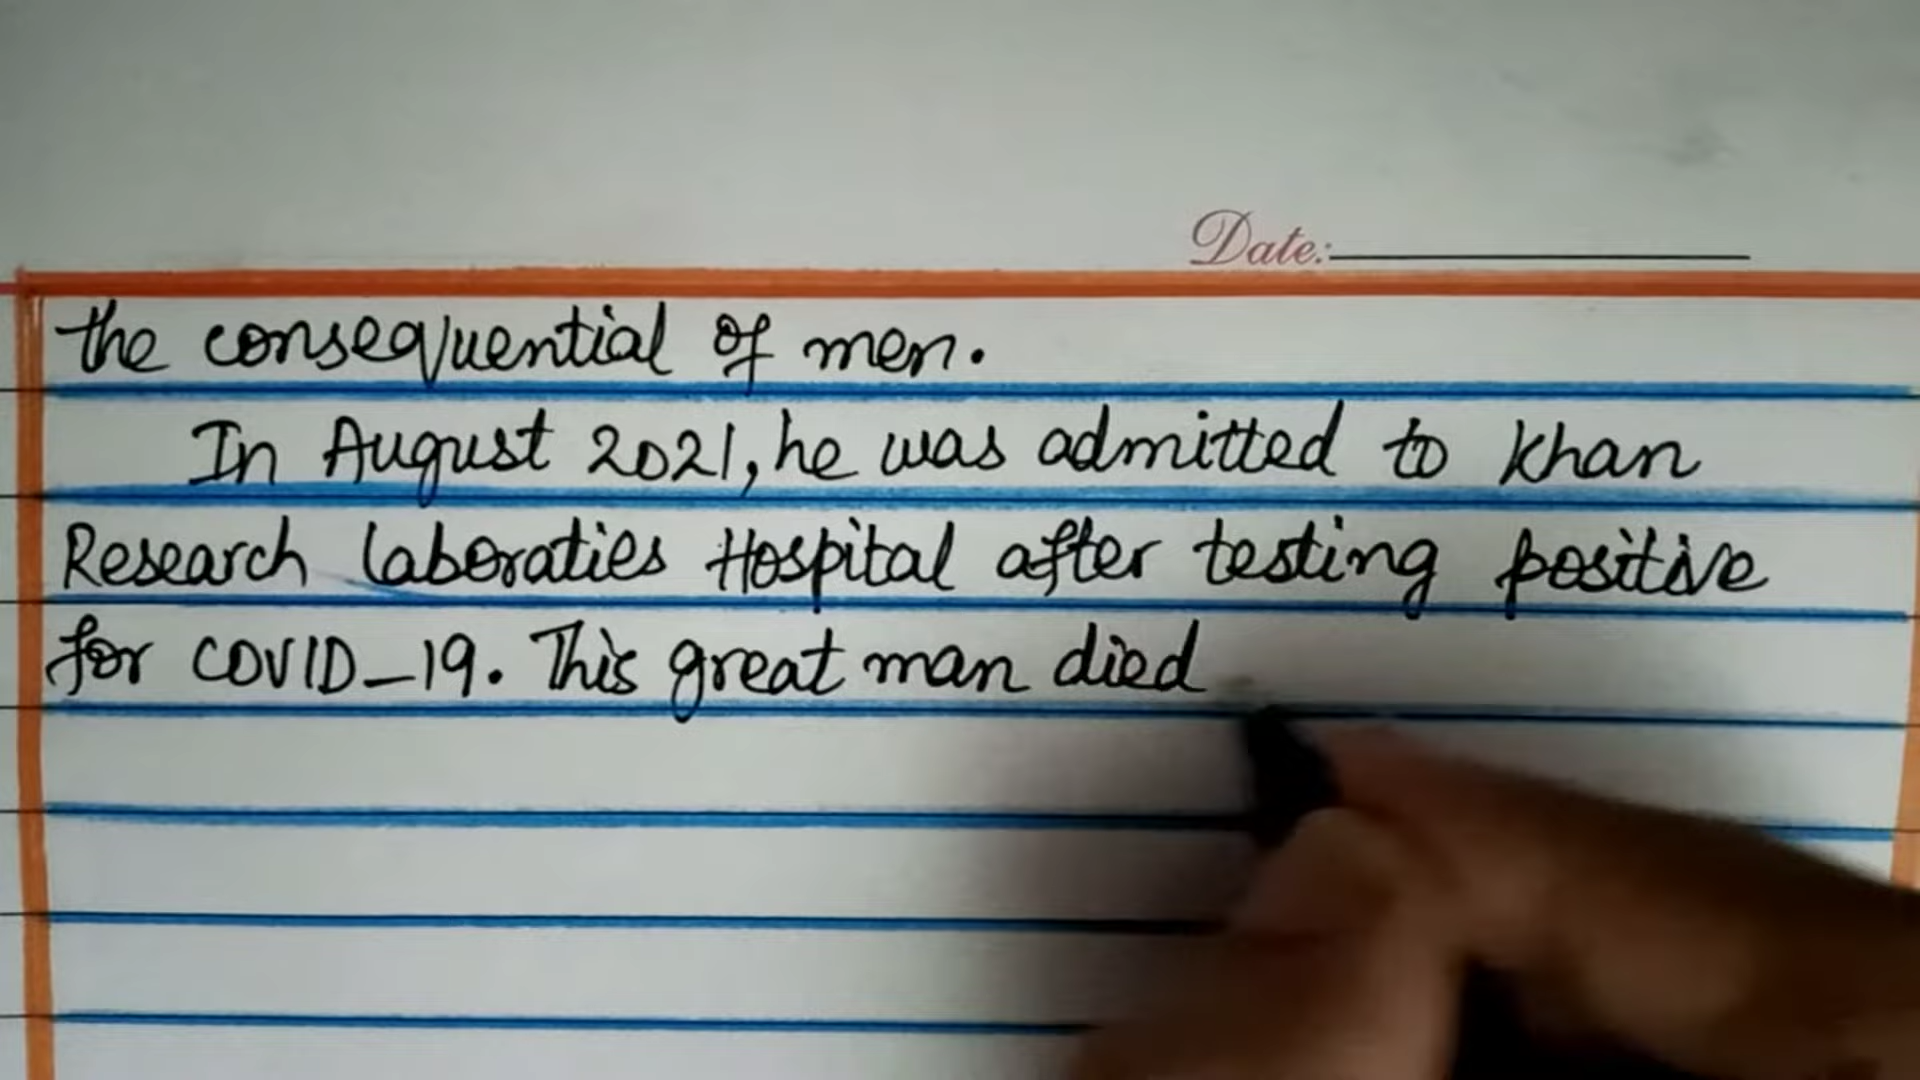 Date:
the consequential of men.
In August 2021, he was admitted to Khan
Research laboraties Hospital after testing positive
for COVID_19. This great man died